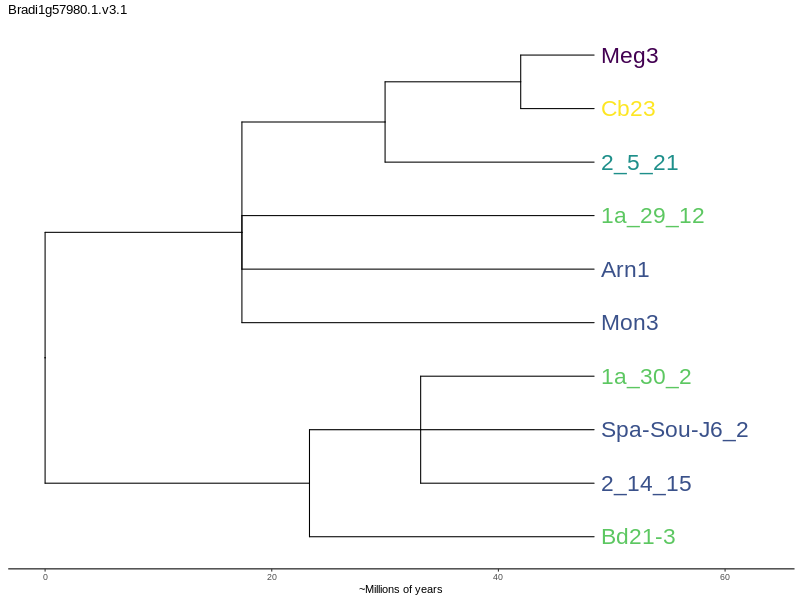 Bradi1g57980.1.v3.1
Meg3
Cb23
2_5_21
1a_29_12
Arn1
Mon3
1a_30_2
Spa-Sou-J6_2
2_14_15
Bd21-3
0 20 40 60
~Millions of years